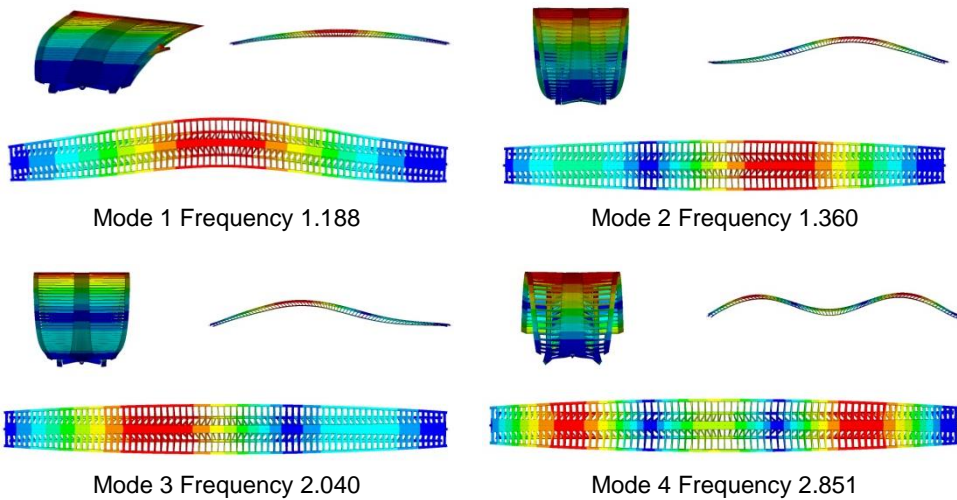 Mode 1 Frequency 1.188
Mode 2 Frequency 1.360
Mode 3 Frequency 2.040
Mode 4 Frequency 2.851